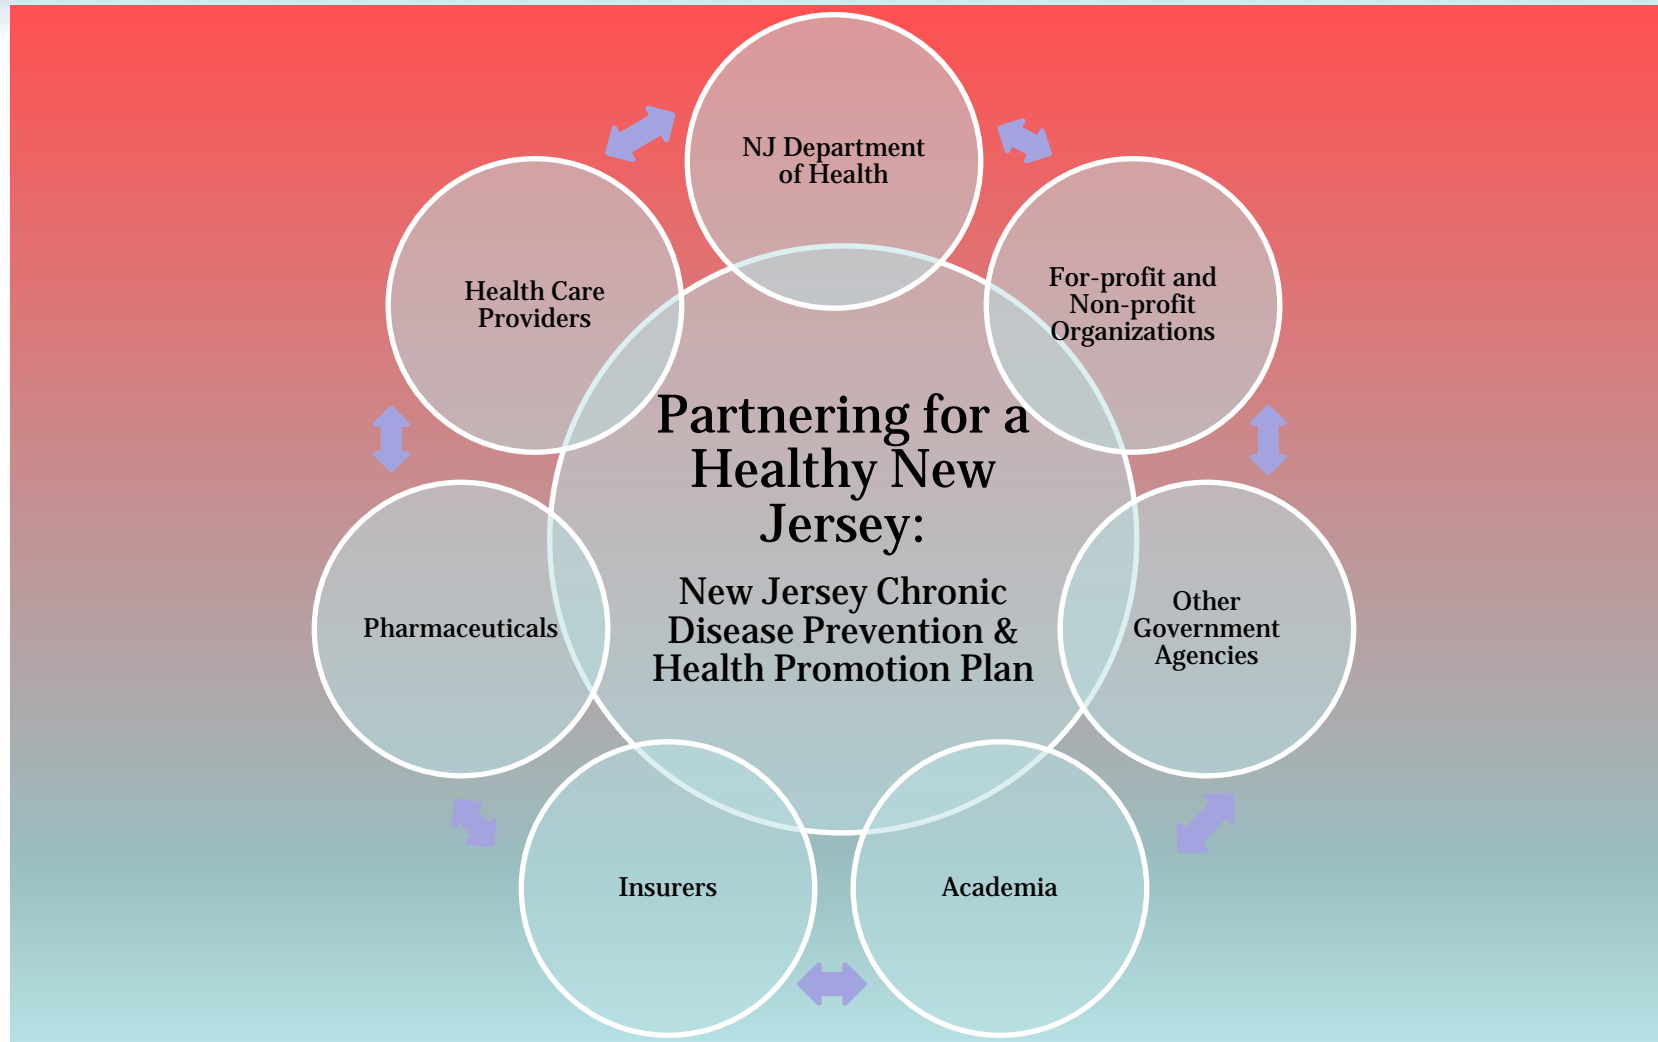 NJ Department
of Health
For-profit and
Non-profit
Organizations
Other
Government
Agencies
Academia
Insurers
Pharmaceuticals
Health Care
Providers
Partnering for a
Healthy New
Jersey:
New Jersey Chronic
Disease Prevention &
Health Promotion Plan